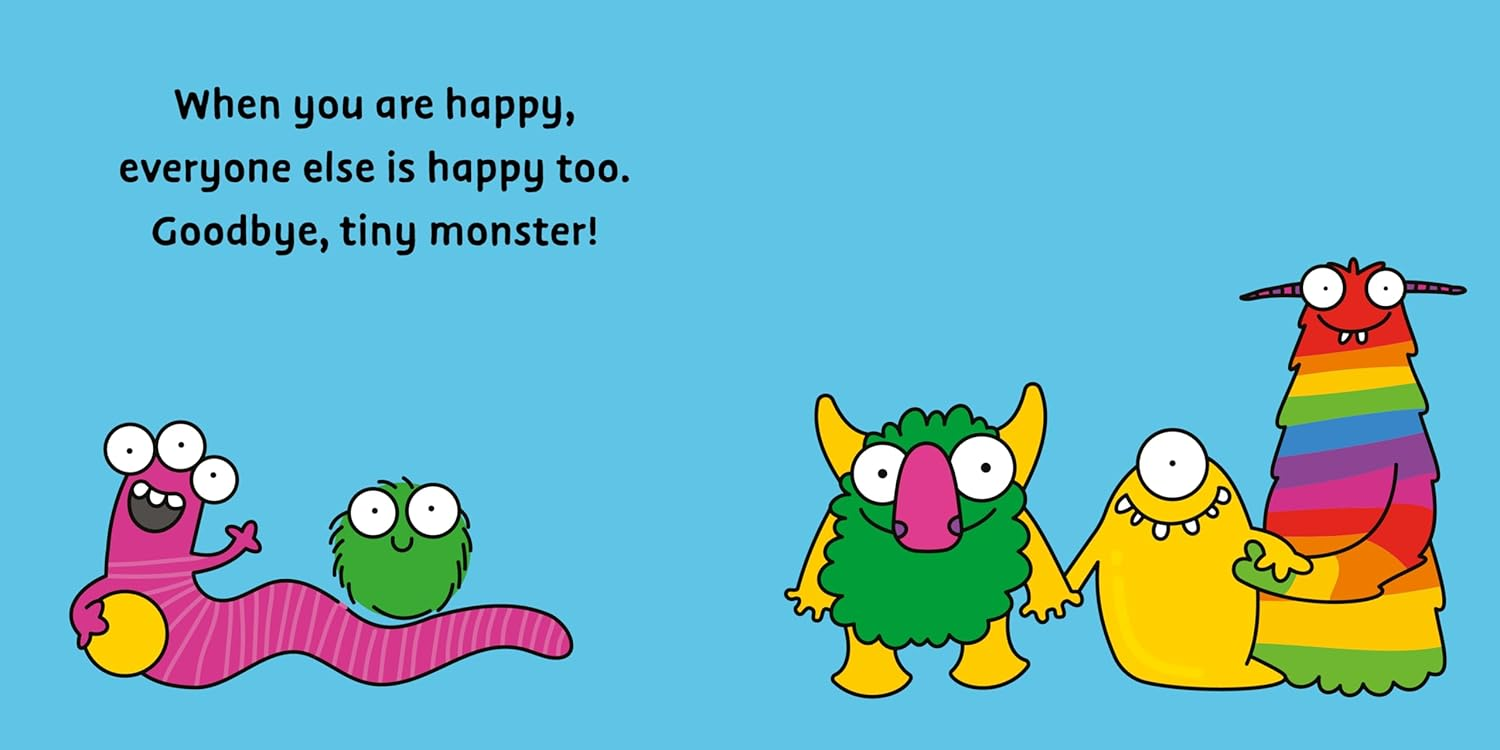 When you are happy,
everyone else is happy too.
Goodbye, tiny monster!